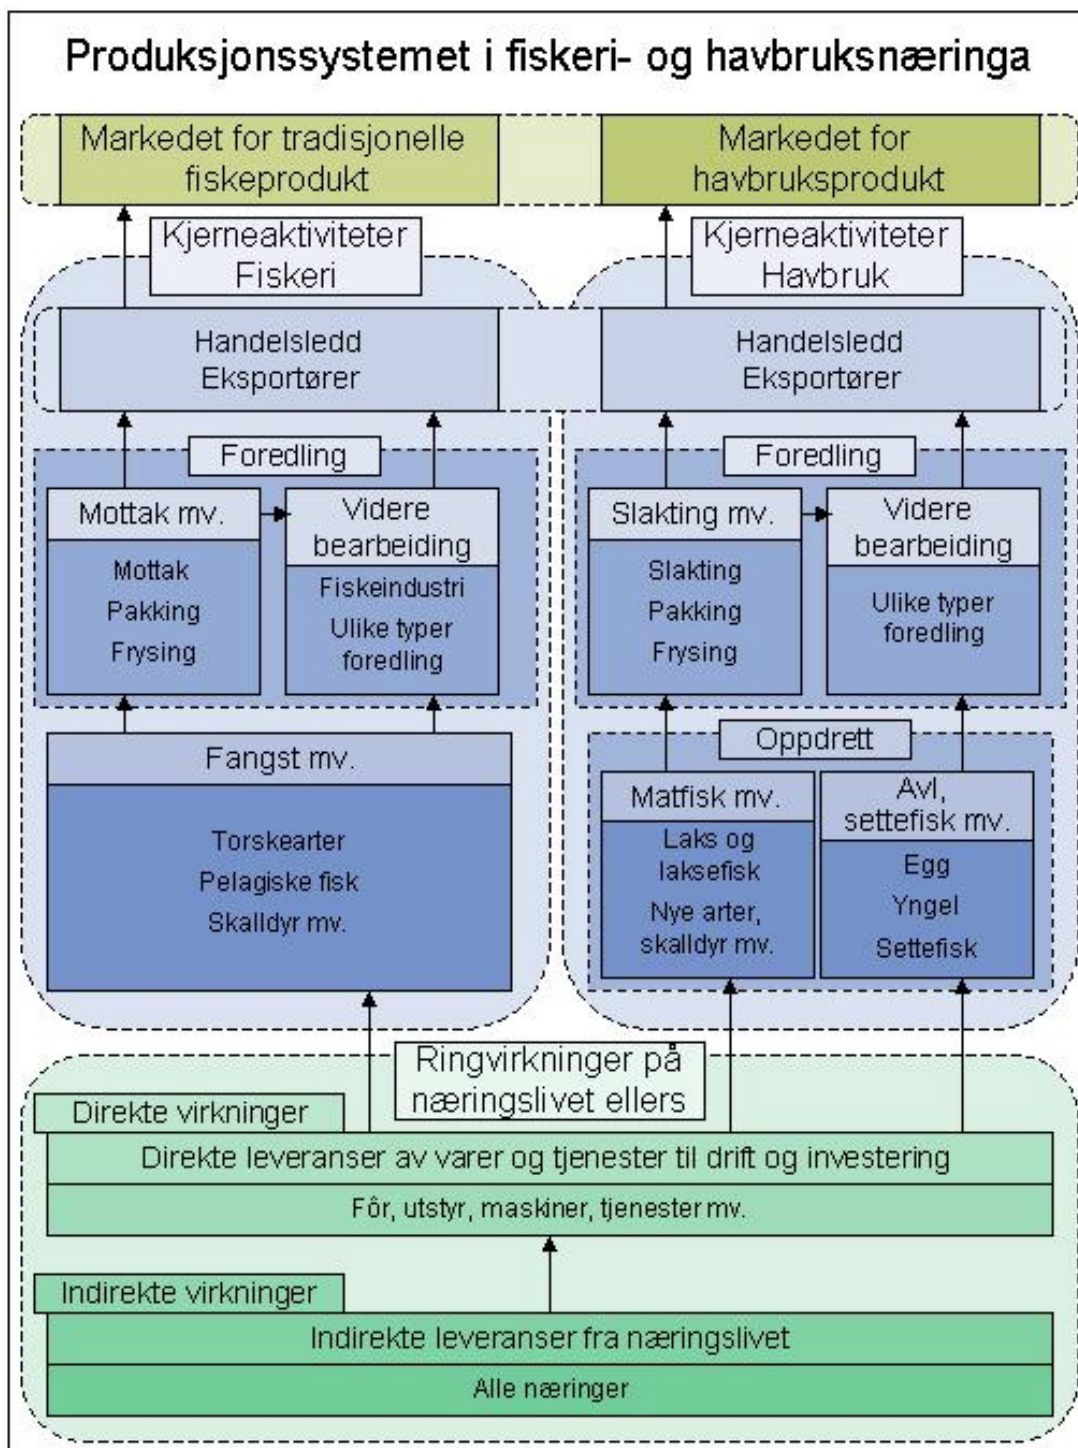 Produksjonssystemet i fiskeri- og havbruksnæringa
Markedet for tradisjonelle
fiskeprodukt
Markedet for
havbruksprodukt
Kjerneaktiviteter
Fiskeri
Kjerneaktiviteter
Havbruk
Handelsledd
Eksportører
Handelsledd
Eksportører
Foredling
Mottak mv.
Mottak
Pakking
Frysing
Videre
bearbeiding
Fiskeindustri
Ulike typer
foredling
Foredling
Slakting mv.
Slakting
Pakking
Frysing
Videre
bearbeiding
Ulike typer
foredling
Fangst mv.
Torskearter
Pelagiske fisk
Skalldyr mv.
Oppdrett
Matfisk mv.
Laks og
laksefisk
Nye arter,
skalldyr mv.
Avl,
settefisk mv.
Egg
Yngel
Settefisk
Ringvirkninger på
næringslivet ellers
Direkte virkninger
Direkte leveranser av varer og tjenester til drift og investering
Fôr, utstyr, maskiner, tjenester mv.
Indirekte virkninger
Indirekte leveranser fra næringslivet
Alle næringer